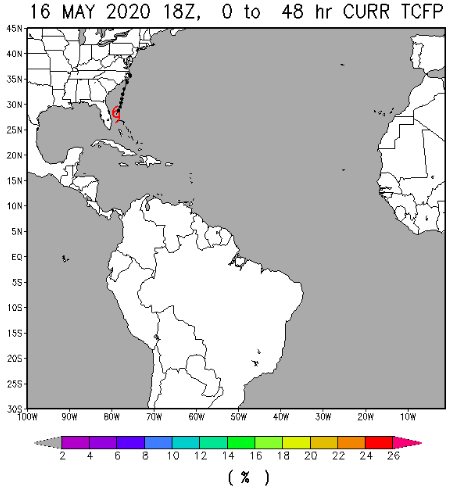 16 MAY 2020 18Z, 0 to 48 hr CURR TCFP
45N
40N
35N
30N
25N
20N
15N
10N
5N
EQ
5S
10S
15S
20S
25S
30S
100W 90W 80W 70W 60W 50W 40W 30W 20W 10W
2 4 6 8 10 12 14 16 18 20 22 24 26
( % )